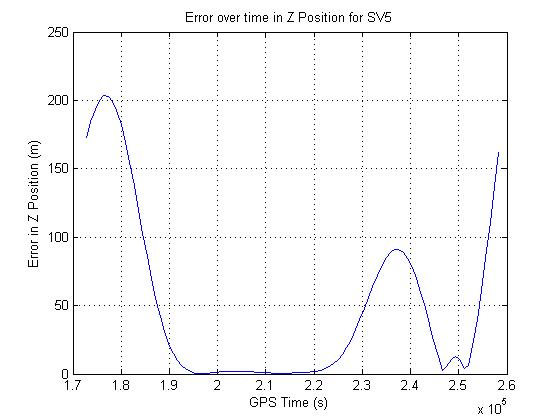 Error over time in Z Position for SV5
250
200
150
100
50
0
Error in Z Position (m)
1.7 1.8 1.9 2 2.1 2.2 2.3 2.4 2.5 2.6
GPS Time (s)
x 10^5